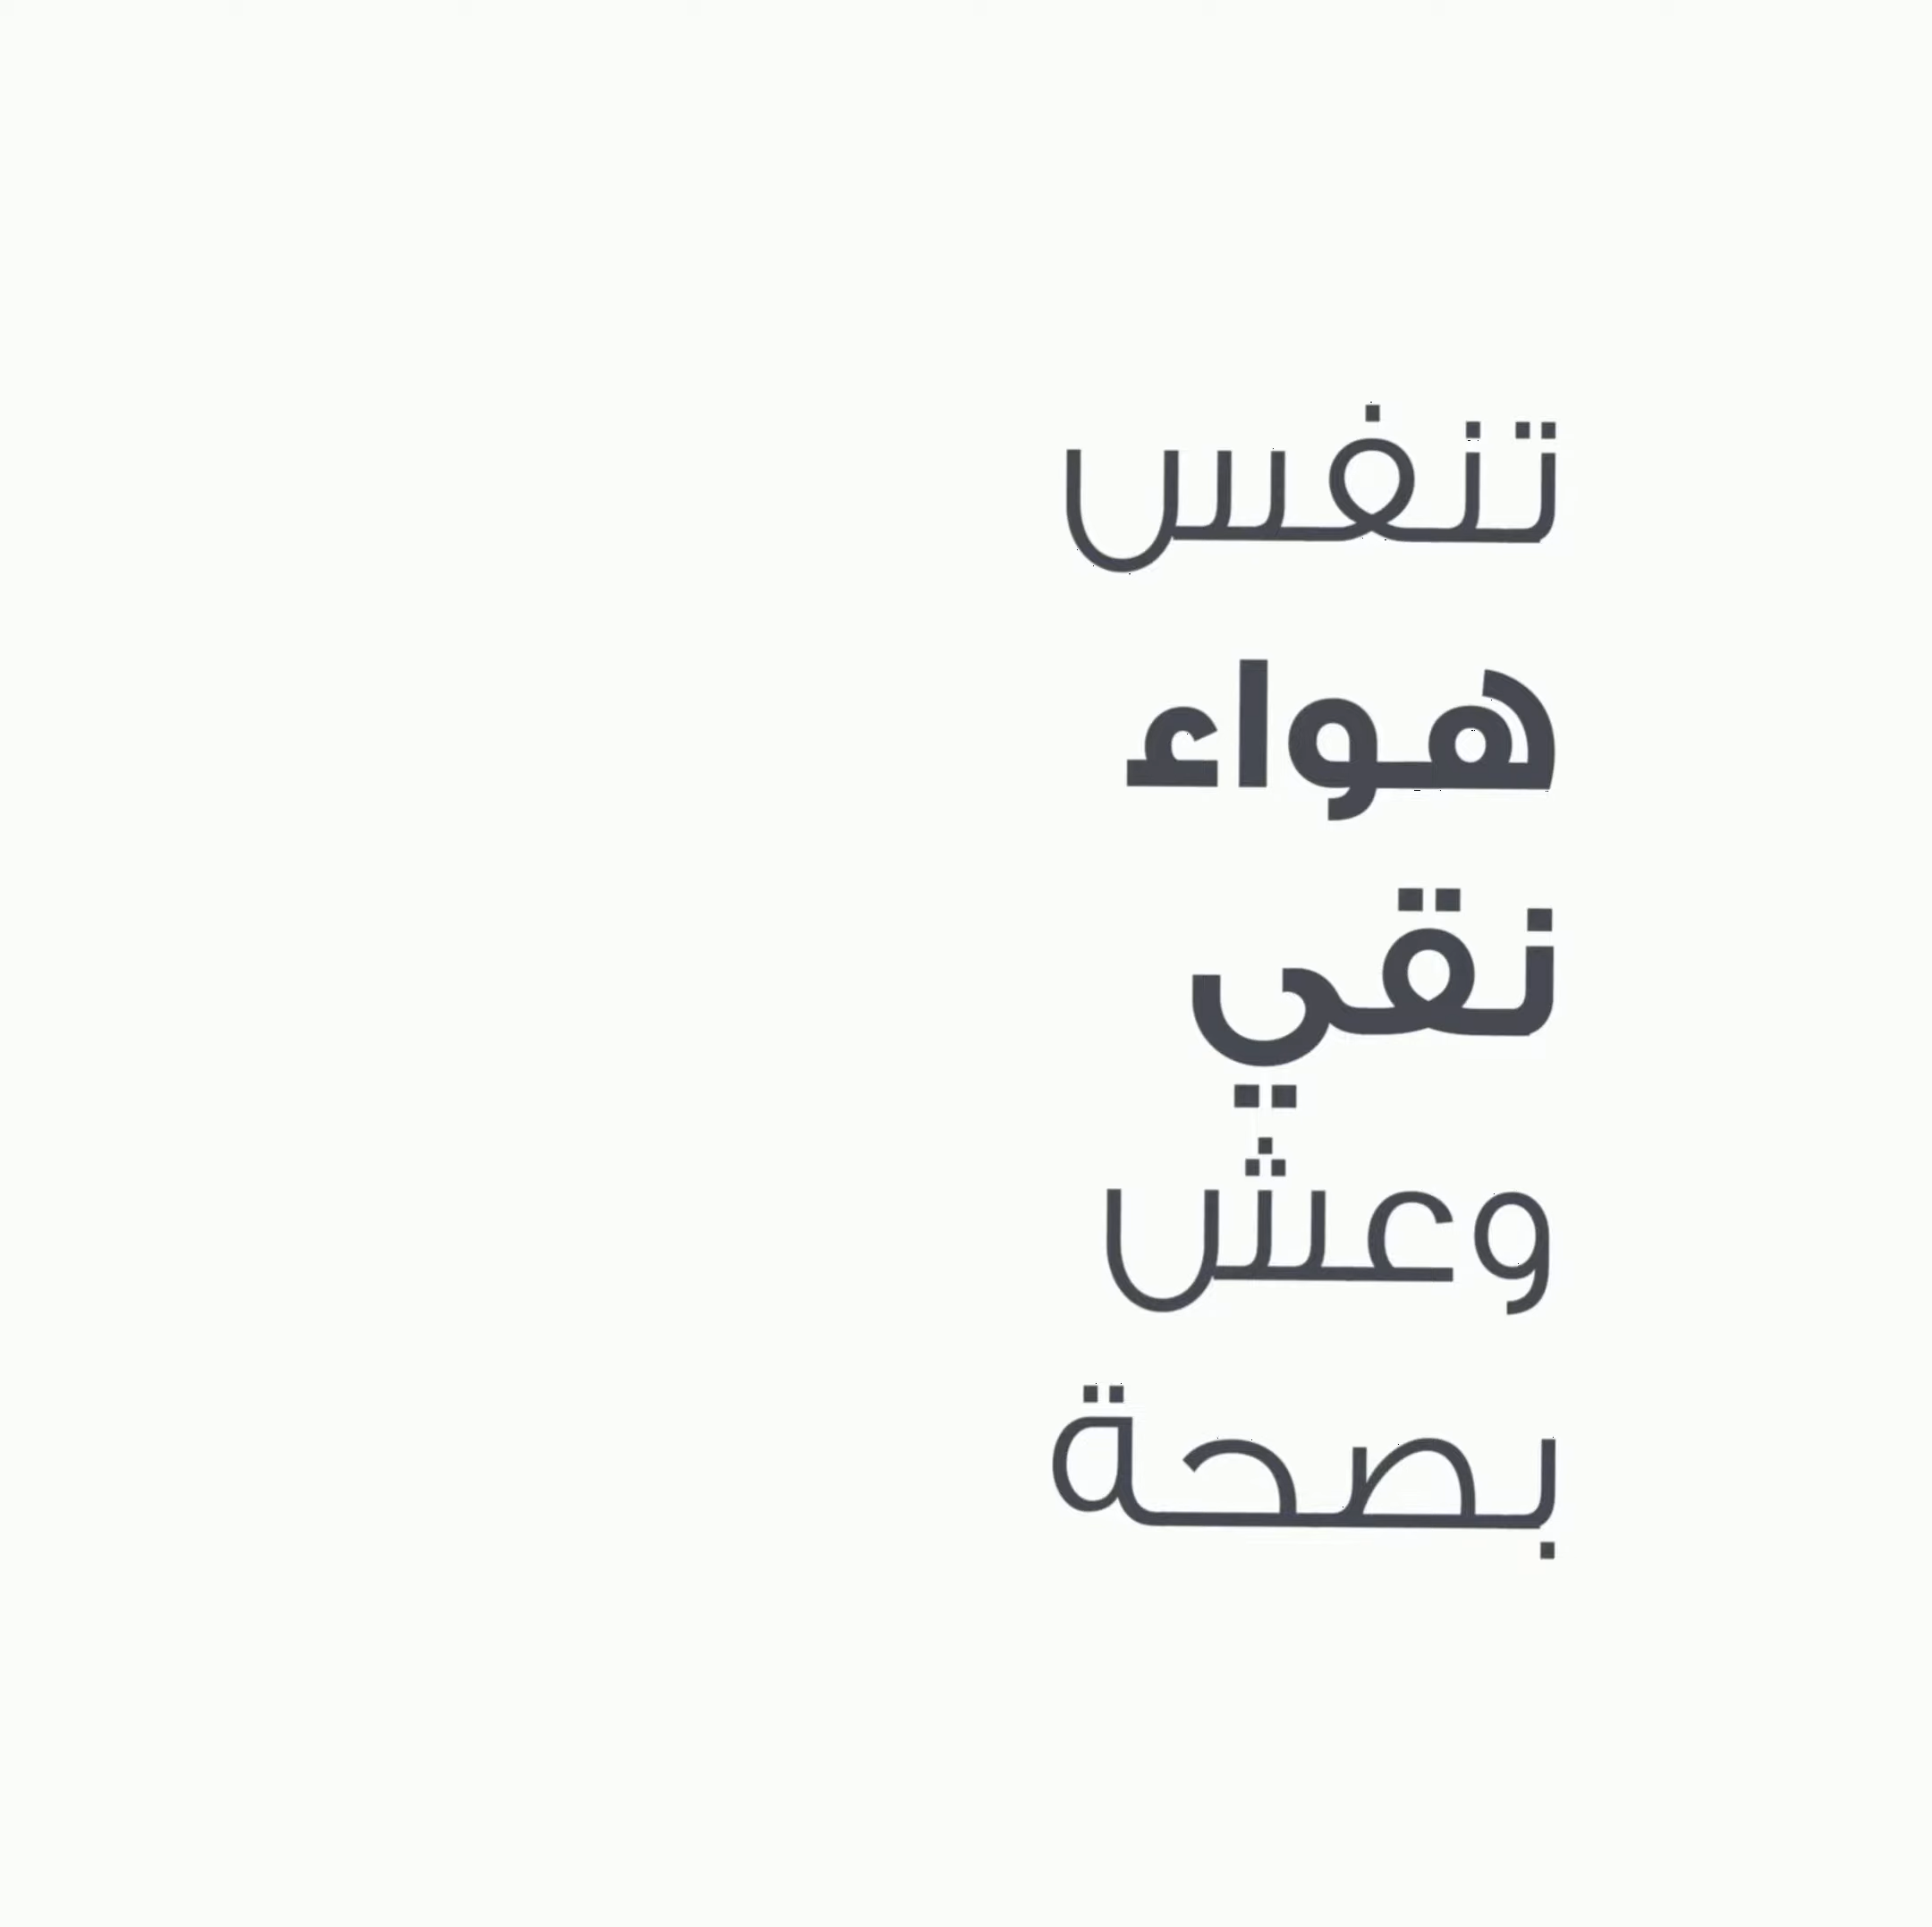 تنفس
هواء
نقي
وعش
بصحة